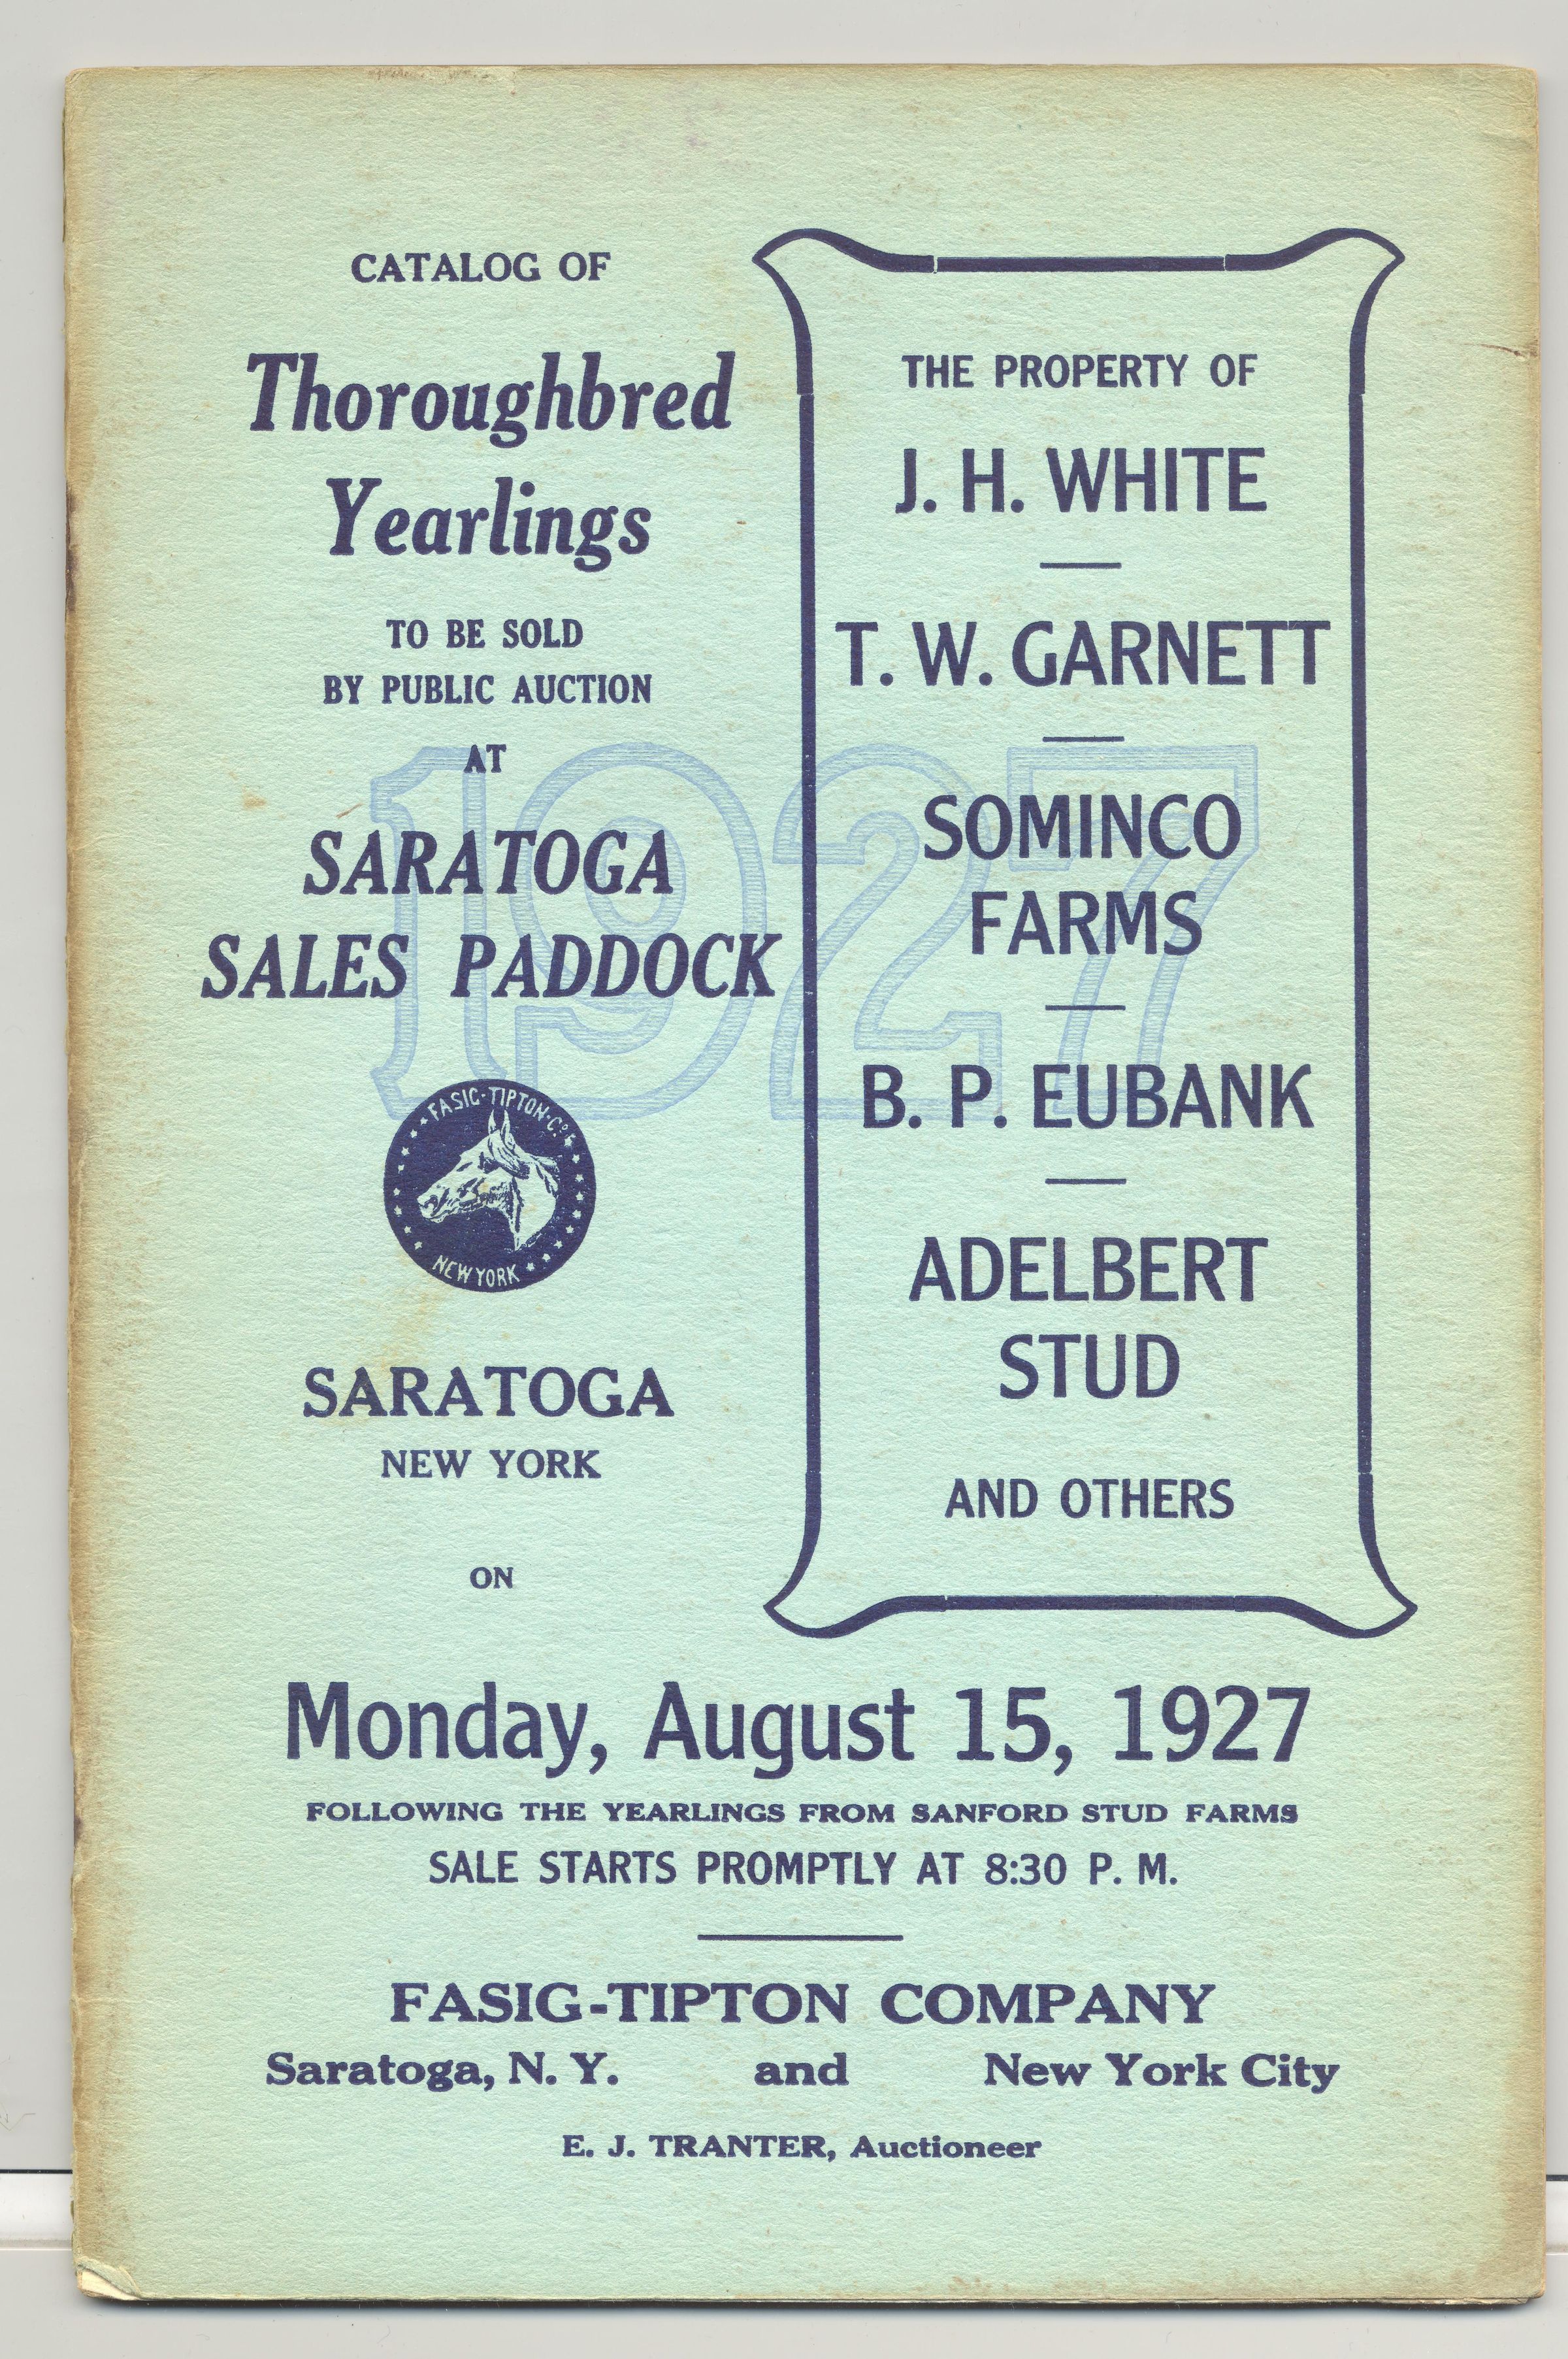 CATALOG OF
Thoroughbred
Yearlings
TO BE SOLD
BY PUBLIC AUCTION
AT
SARATOGA
SALES PADDOCK
1927
FASIG-TIPTON-CO
NEW YORK
SARATOGA
NEW YORK
ON
THE PROPERTY OF
J. H. WHITE
T. W. GARNETT
SOMINCO
FARMS
B. P. EUBANK
ADELBERT
STUD
AND OTHERS
Monday, August 15, 1927
FOLLOWING THE YEARLINGS FROM SANFORD STUD FARMS
SALE STARTS PROMPTLY AT 8:30 P. M.
FASIG-TIPTON COMPANY
Saratoga, N. Y. and New York City
E. J. TRANTER, Auctioneer